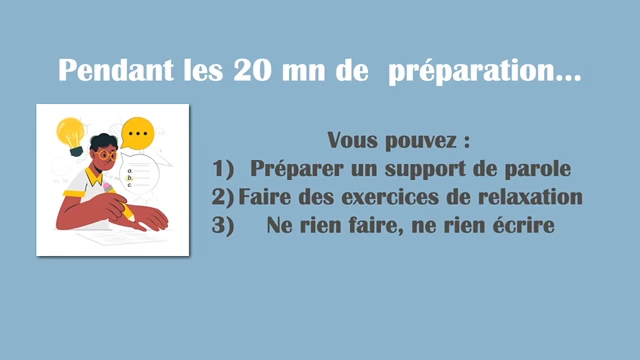 Pendant les 20 mn de préparation...
Vous pouvez :
1) Préparer un support de parole
2) Faire des exercices de relaxation
3) Ne rien faire, ne rien écrire
a.
b.
c.